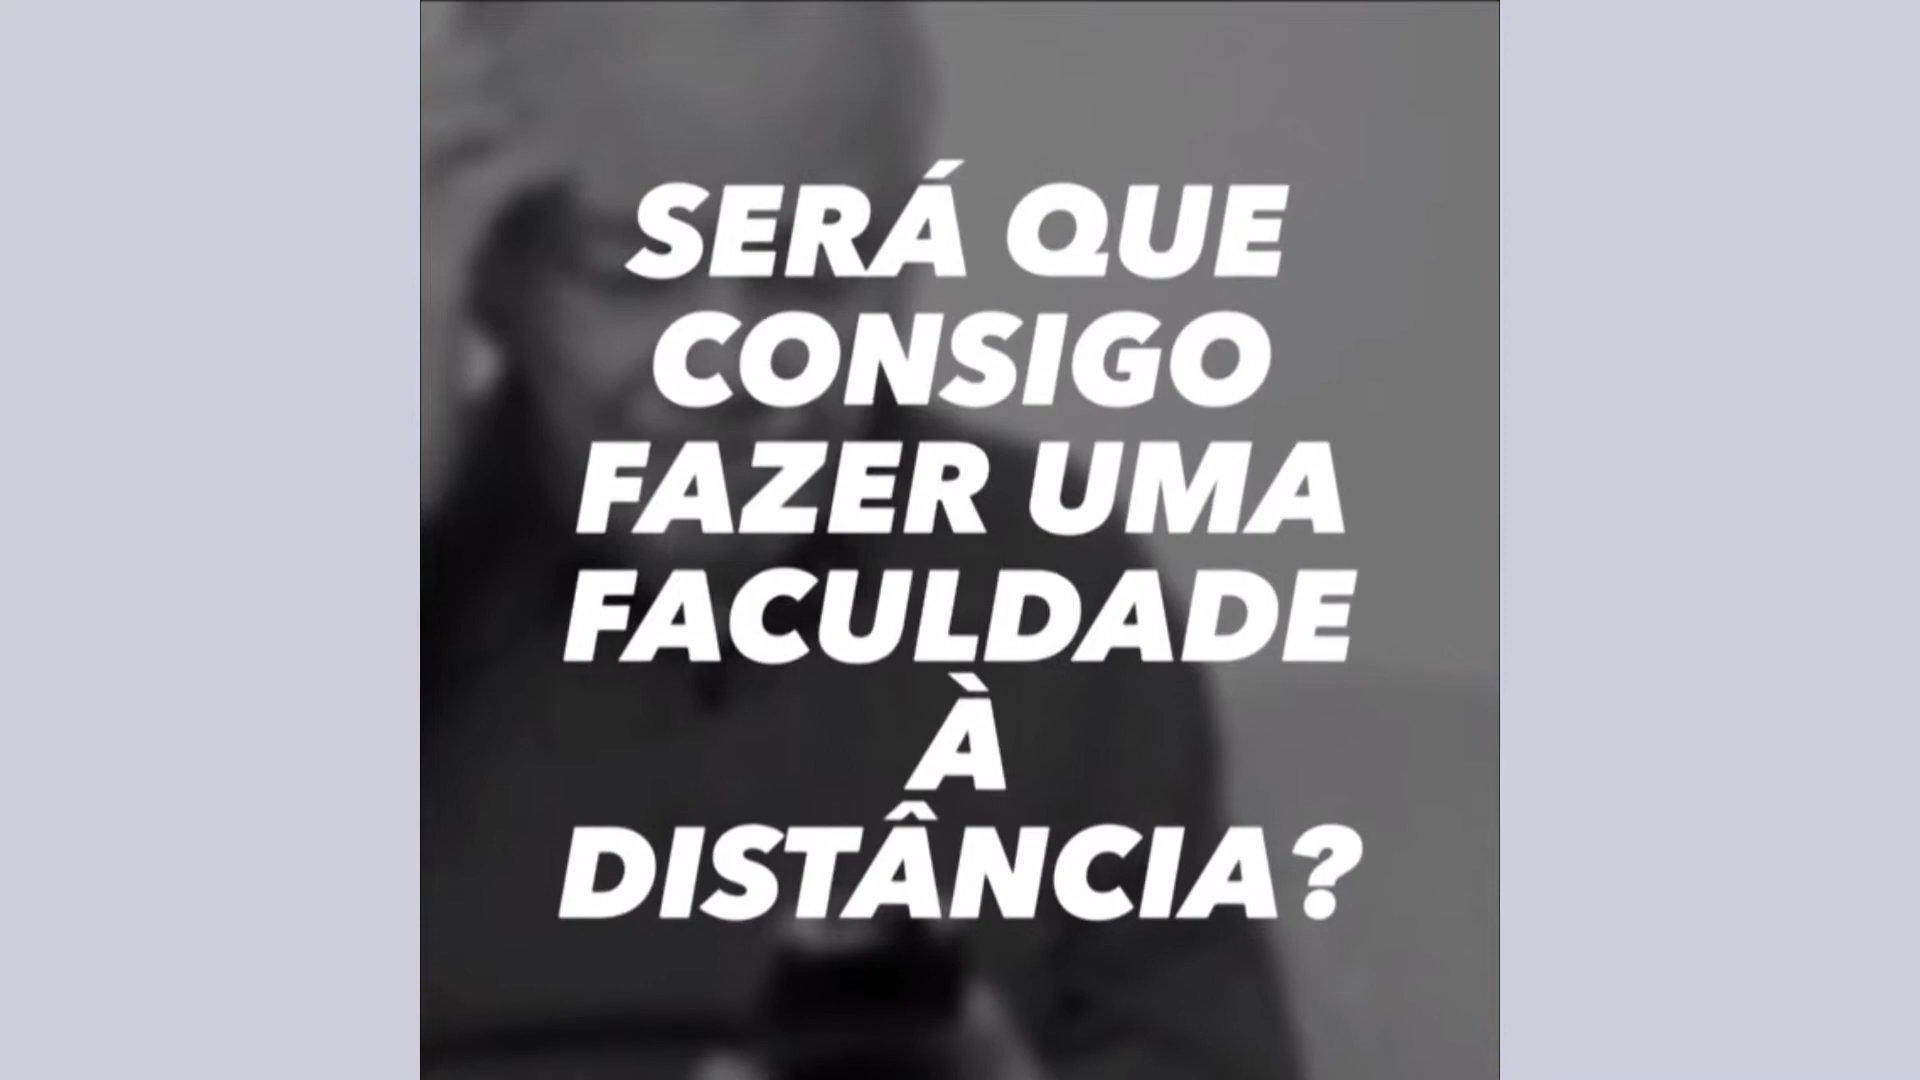 SERÁ QUE
CONSIGO
FAZER UMA
FACULDADE
À
DISTÂNCIA?